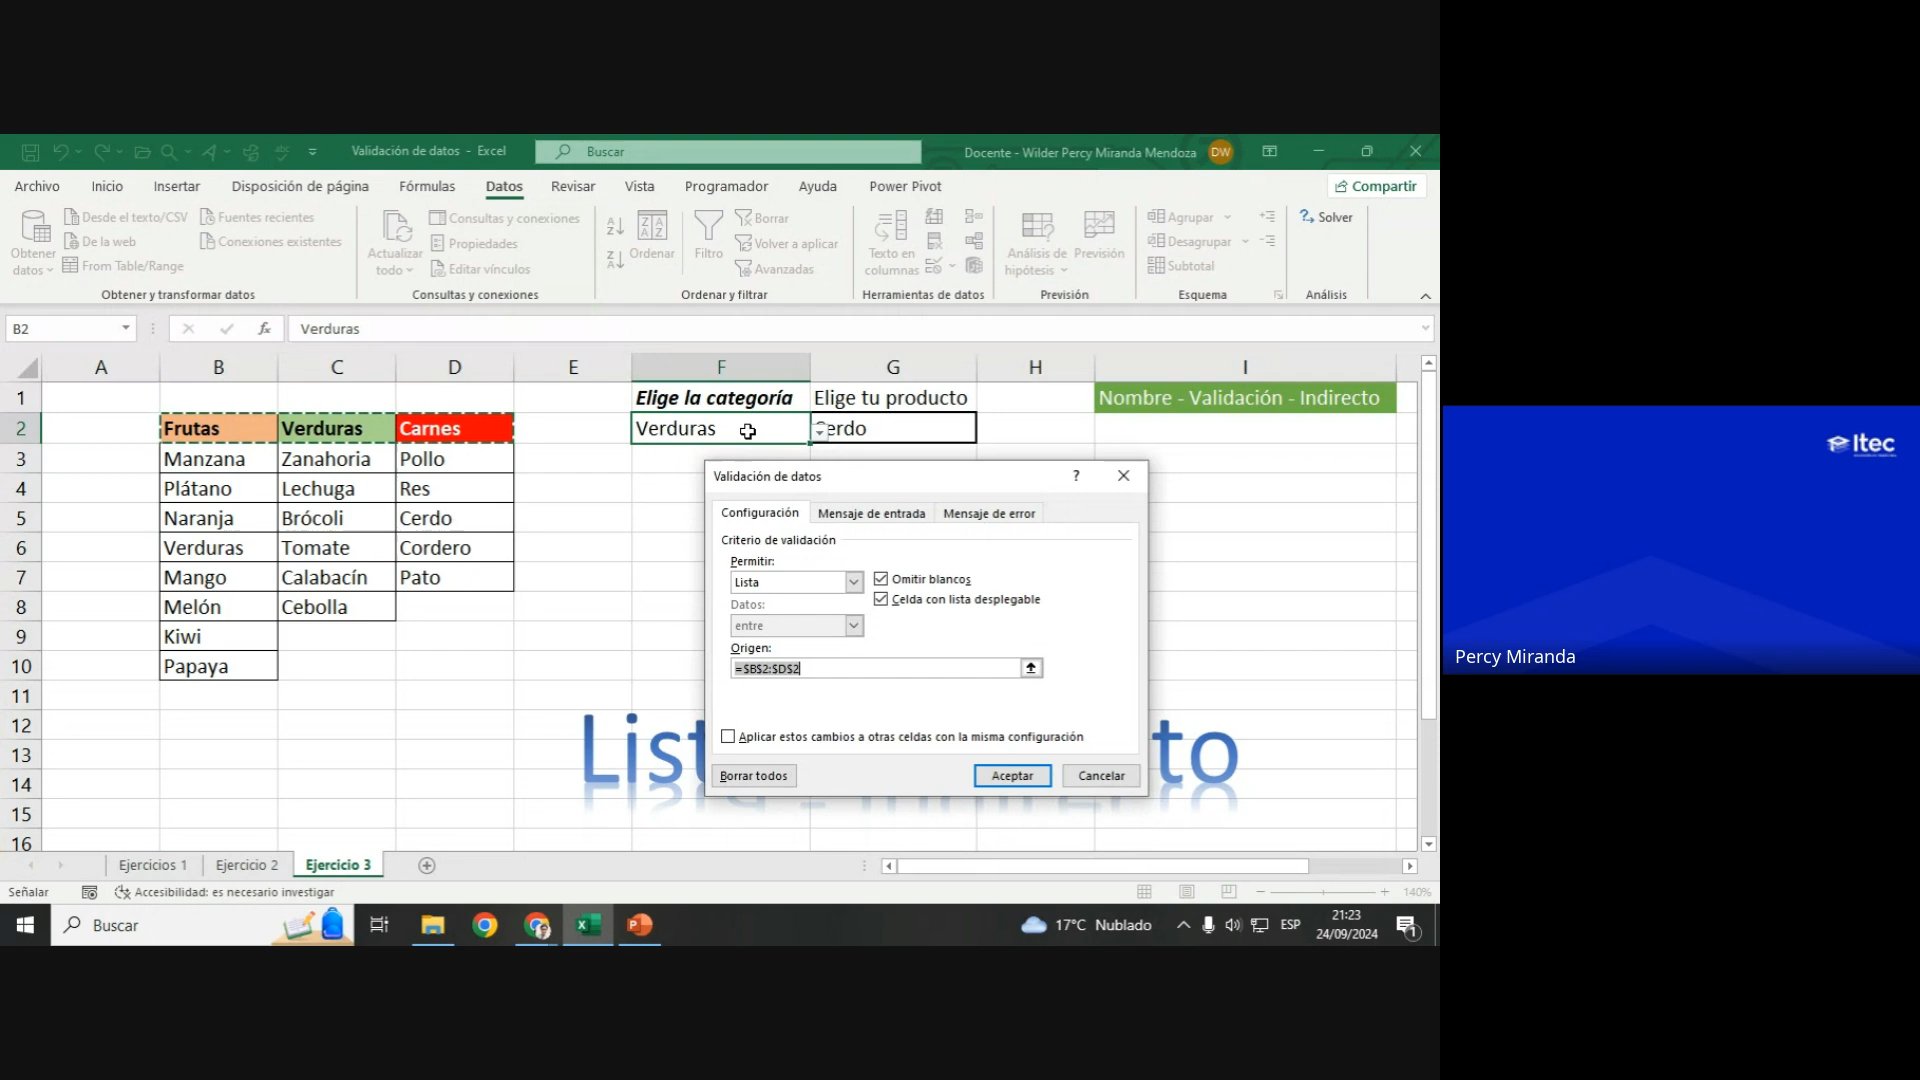 Validación de datos - Excel
Buscar
Docente - Wilder Percy Miranda Mendoza
DW
Archivo
Inicio
Insertar
Disposición de página
Fórmulas
Datos
Revisar
Vista
Programador
Ayuda
Power Pivot
Compartir
Obtener datos
Desde el texto/CSV
De la web
From Table/Range
Fuentes recientes
Conexiones existentes
Obtener y transformar datos
Actualizar todo
Consultas y conexiones
Propiedades
Editar vínculos
Consultas y conexiones
Ordenar
Filtro
Borrar
Volver a aplicar
Avanzadas
Ordenar y filtrar
Texto en columnas
Herramientas de datos
Análisis de hipótesis
Previsión
Previsión
Agrupar
Desagrupar
Subtotal
Esquema
Solver
Análisis
B2
fx
Verduras
A B C D E F G H I
1 Elige la categoría Elige tu producto Nombre - Validación - Indirecto
2 Frutas Verduras Carnes Verduras erdo
3 Manzana Zanahoria Pollo
4 Plátano Lechuga Res
5 Naranja Brócoli Cerdo
6 Verduras Tomate Cordero
7 Mango Calabacín Pato
8 Melón Cebolla
9 Kiwi
10 Papaya
11
12
13
14
15
16
List
to
Validación de datos
?
Configuración
Mensaje de entrada
Mensaje de error
Criterio de validación
Permitir:
Lista
Omitir blancos
Celda con lista desplegable
Datos:
entre
Origen:
=$B$2:$D$2
Aplicar estos cambios a otras celdas con la misma configuración
Borrar todos
Aceptar
Cancelar
Ejercicios 1
Ejercicio 2
Ejercicio 3
Señalar
Accesibilidad: es necesario investigar
140%
Buscar
17°C Nublado
ESP
21:23
24/09/2024
1
Itec
Percy Miranda